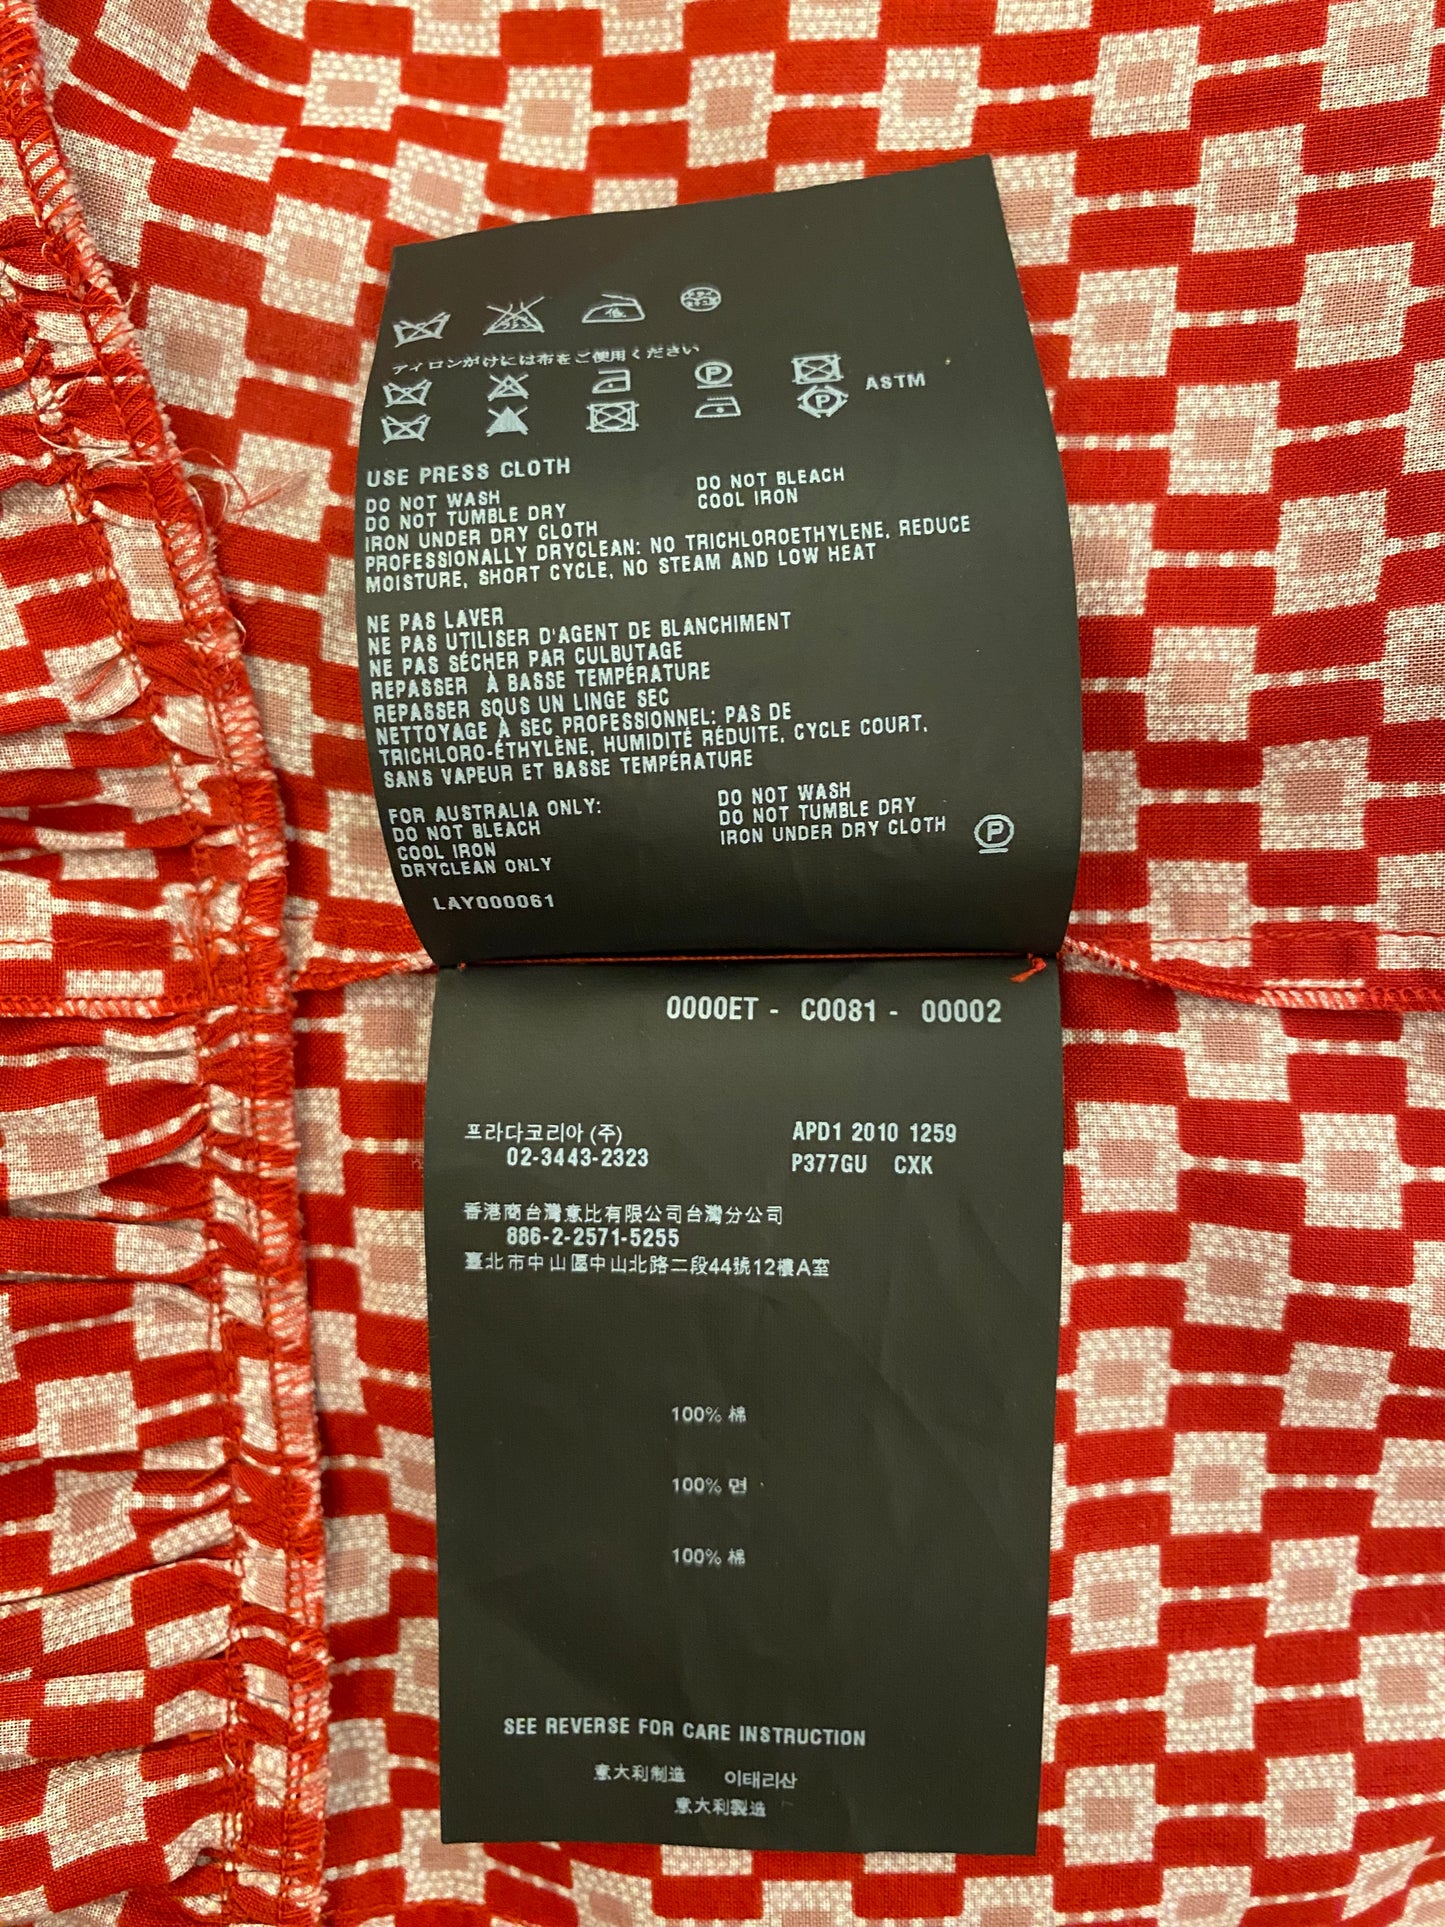 アイロンがけには布をご使用ください
ASTM
USE PRESS CLOTH
DO NOT WASH
DO NOT BLEACH
DO NOT TUMBLE DRY
COOL IRON
IRON UNDER DRY CLOTH
PROFESSIONALLY DRYCLEAN: NO TRICHLOROETHYLENE, REDUCE
MOISTURE, SHORT CYCLE, NO STEAM AND LOW HEAT
NE PAS LAVER
NE PAS UTILISER D'AGENT DE BLANCHIMENT
NE PAS SÉCHER PAR CULBUTAGE
REPASSER À BASSE TEMPÉRATURE
REPASSER SOUS UN LINGE SEC
NETTOYAGE À SEC PROFESSIONNEL: PAS DE
TRICHLORO-ÉTHYLÈNE, HUMIDITÉ RÉDUITE, CYCLE COURT,
SANS VAPEUR ET BASSE TEMPÉRATURE
FOR AUSTRALIA ONLY:
DO NOT BLEACH
COOL IRON
DRYCLEAN ONLY
DO NOT WASH
DO NOT TUMBLE DRY
IRON UNDER DRY CLOTH
P
LAY000061
0000ET - C0081 - 00002
프라다코리아 (주)
02-3443-2323
APD1 2010 1259
P377GU CXK
香港商台灣意比有限公司台灣分公司
886-2-2571-5255
臺北市中山區中山北路二段44號12樓A室
100% 棉
100% 면
100% 棉
SEE REVERSE FOR CARE INSTRUCTION
意大利制造 이태리산
意大利製造